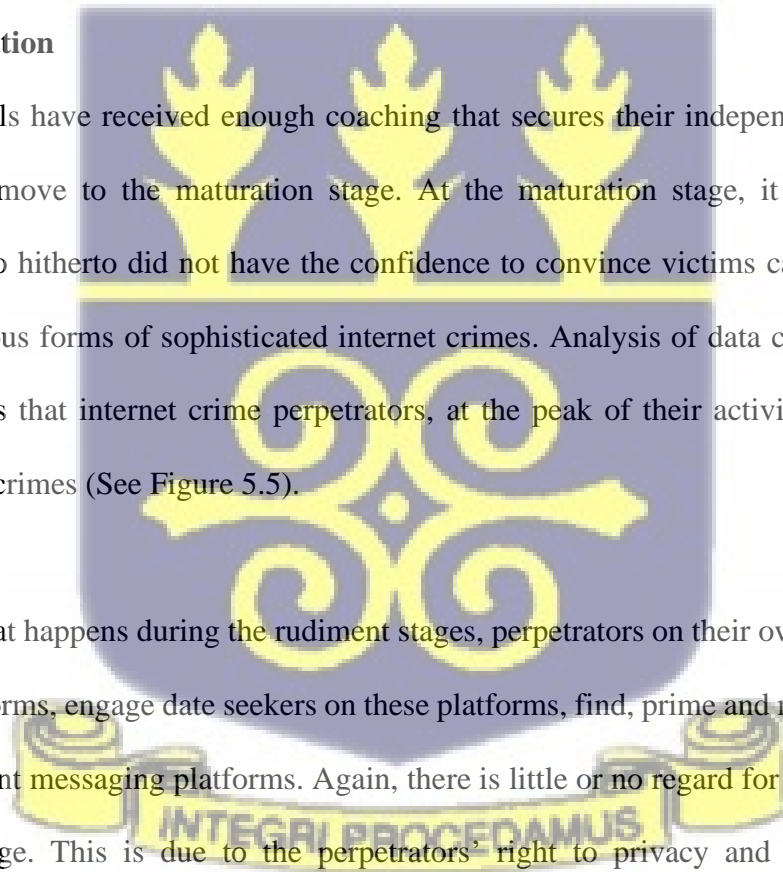 ation
ls have received enough coaching that secures their indepen
move to the maturation stage. At the maturation stage, it
o hitherto did not have the confidence to convince victims ca
ous forms of sophisticated internet crimes. Analysis of data c
s that internet crime perpetrators, at the peak of their activi
crimes (See Figure 5.5).
at happens during the rudiment stages, perpetrators on their ov
orms, engage date seekers on these platforms, find, prime and
nt messaging platforms. Again, there is little or no regard for
INTEGRI PROCEDAMUS
ge. This is due to the perpetrators’ right to privacy and